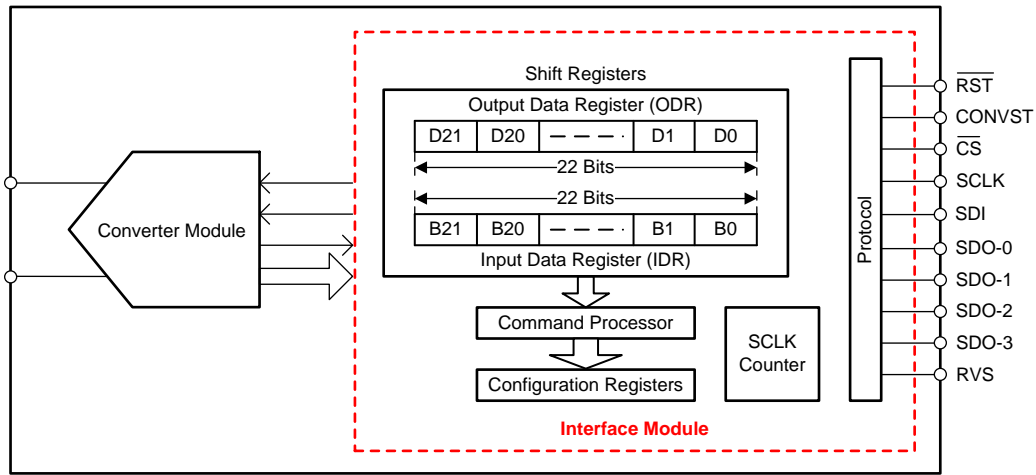 Shift Registers
Output Data Register (ODR)
D21 D20 D1 D0
22 Bits
22 Bits
B21 B20 B1 B0
Input Data Register (IDR)
Converter Module
Command Processor
Configuration Registers
SCLK
Counter
Interface Module
Protocol
RST
CONVST
CS
SCLK
SDI
SDO-0
SDO-1
SDO-2
SDO-3
RVS